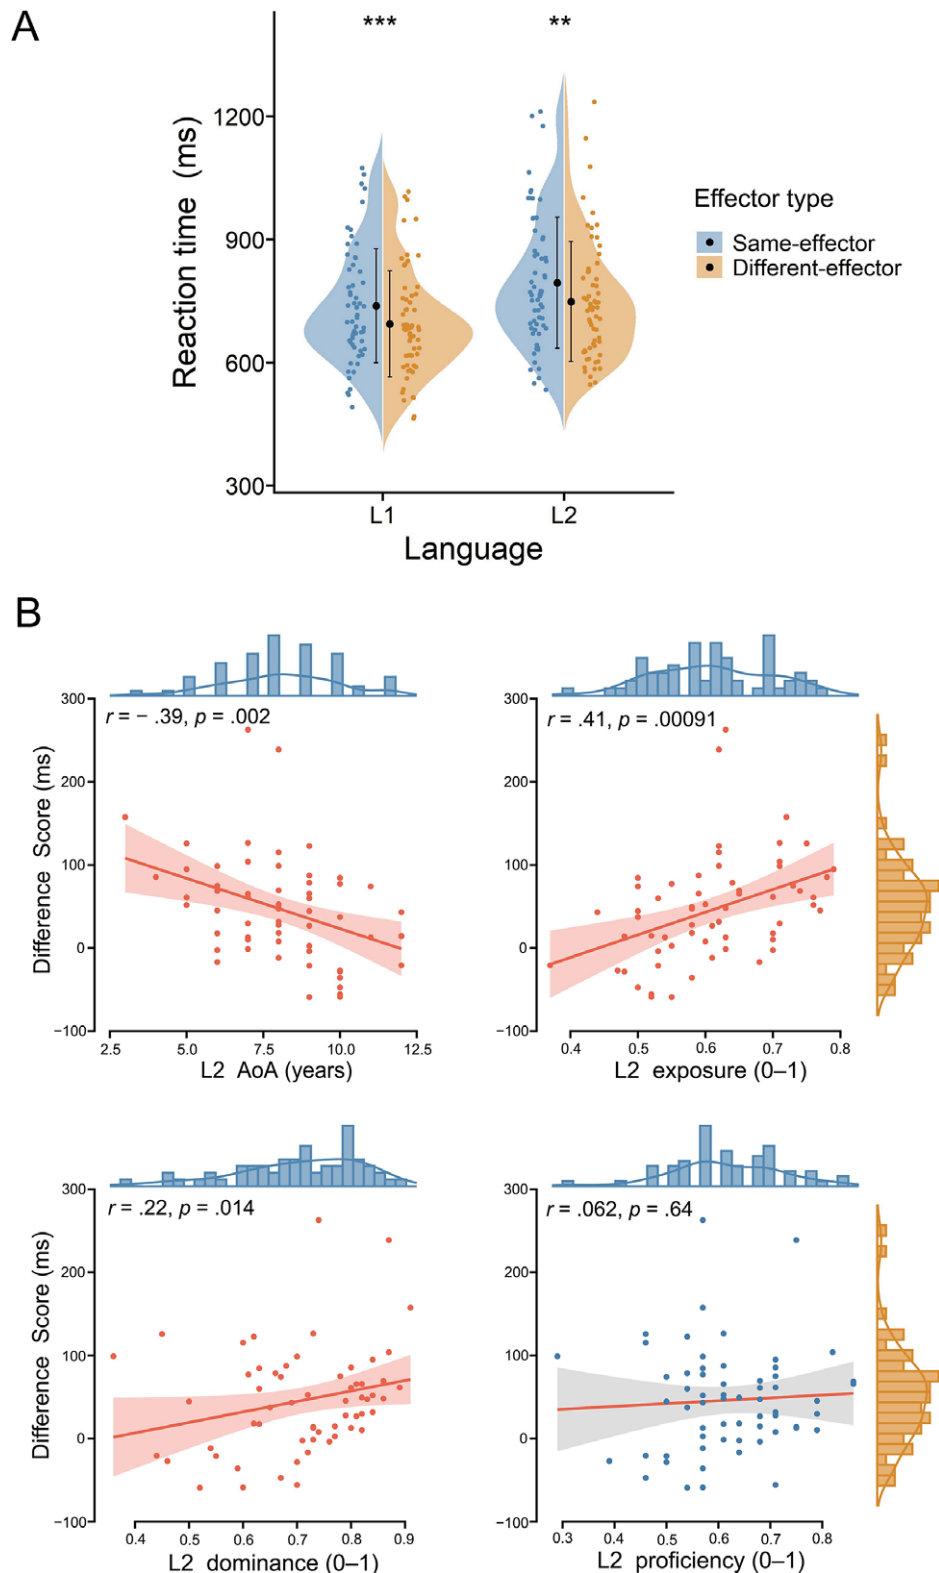 A
*** **
1200
900
600
300
Reaction time (ms)
L1 L2
Language
Effector type
Same-effector
Different-effector
B
r = – .39, p = .002
300
200
100
0
−100
Difference Score (ms)
2.5 5.0 7.5 10.0 12.5
L2 AoA (years)
r = .41, p = .00091
300
200
100
0
−100
0.4 0.5 0.6 0.7 0.8
L2 exposure (0–1)
r = .22, p = .014
300
200
100
0
−100
Difference Score (ms)
0.4 0.5 0.6 0.7 0.8 0.9
L2 dominance (0–1)
r = .062, p = .64
300
200
100
0
−100
0.3 0.4 0.5 0.6 0.7 0.8
L2 proficiency (0–1)